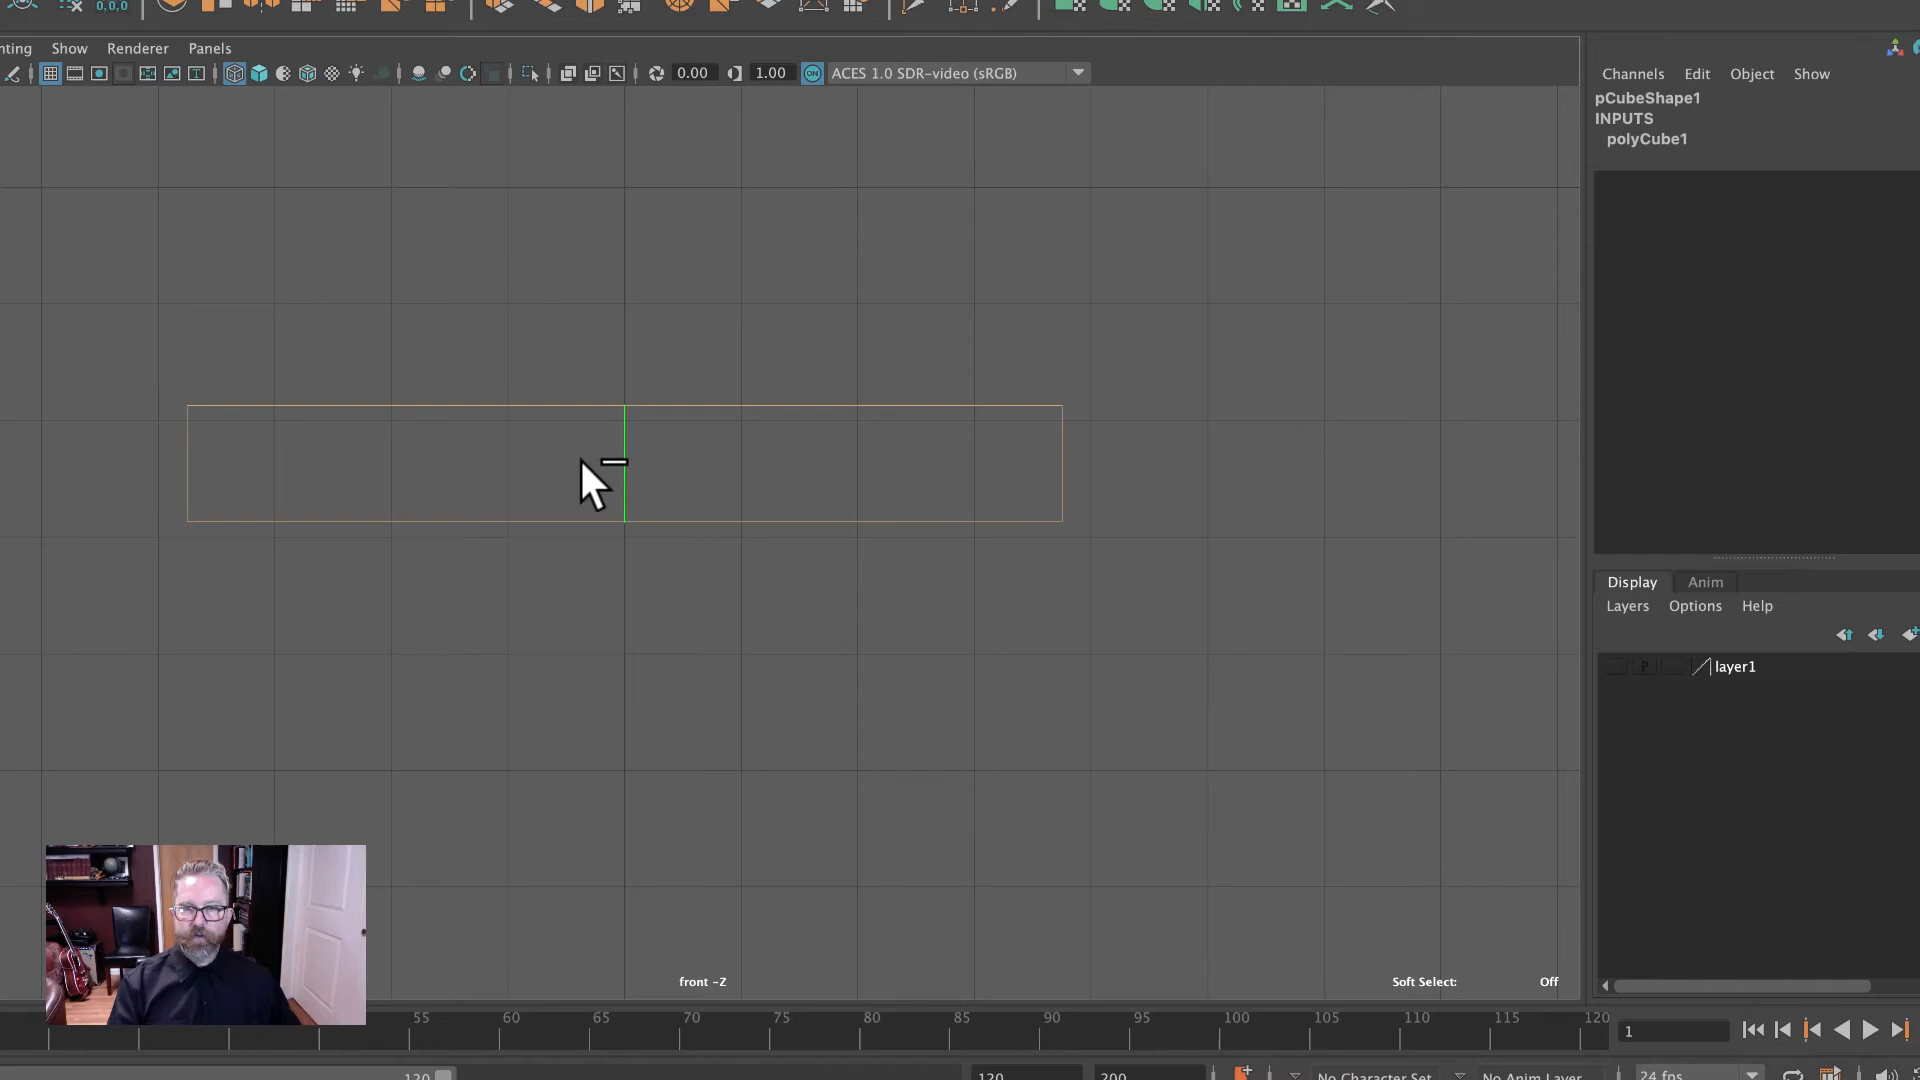 0,0,0
nting Show Renderer Panels
0.00 1.00 ON ACES 1.0 SDR-video (sRGB)
Channels Edit Object Show
pCubeShape1
INPUTS
polyCube1
Display Anim
Layers Options Help
P layer1
front -Z
Soft Select: Off
55 60 65 70 75 80 85 90 95 100 105 110 115 120
1
120 120 200 No Character Set No Anim Layer 24 fps